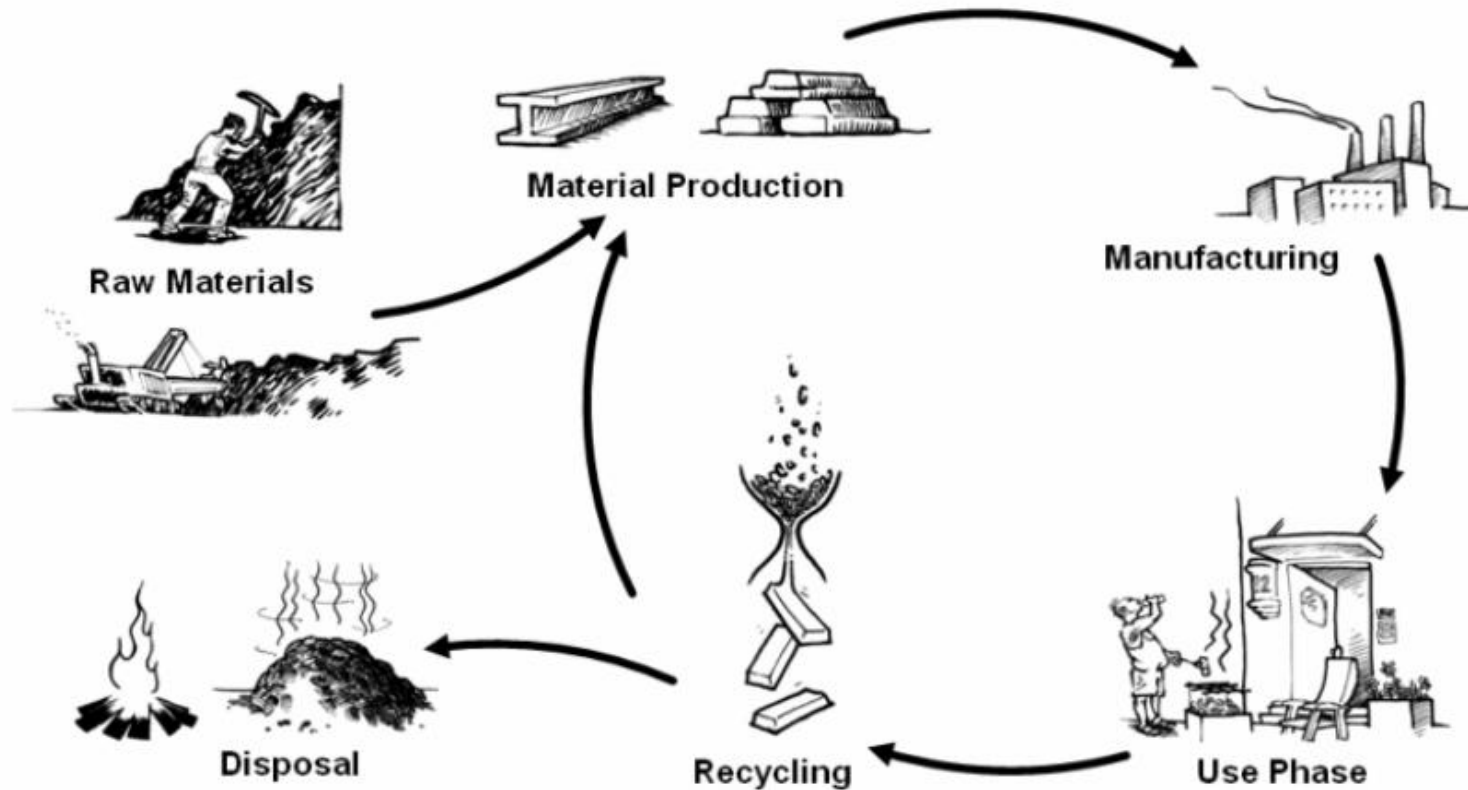 Material Production
Raw Materials
Manufacturing
Disposal
Recycling
Use Phase